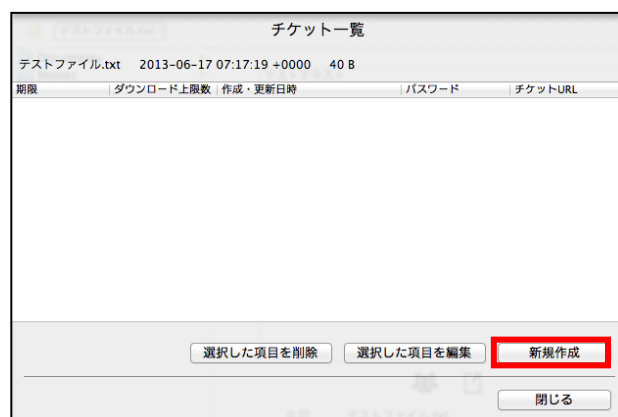 チケット一覧
テストファイル.txt 2013-06-17 07:17:19 +0000 40 B
期限 ダウンロード上限数 作成・更新日時 パスワード チケットURL
選択した項目を削除 選択した項目を編集 新規作成
閉じる